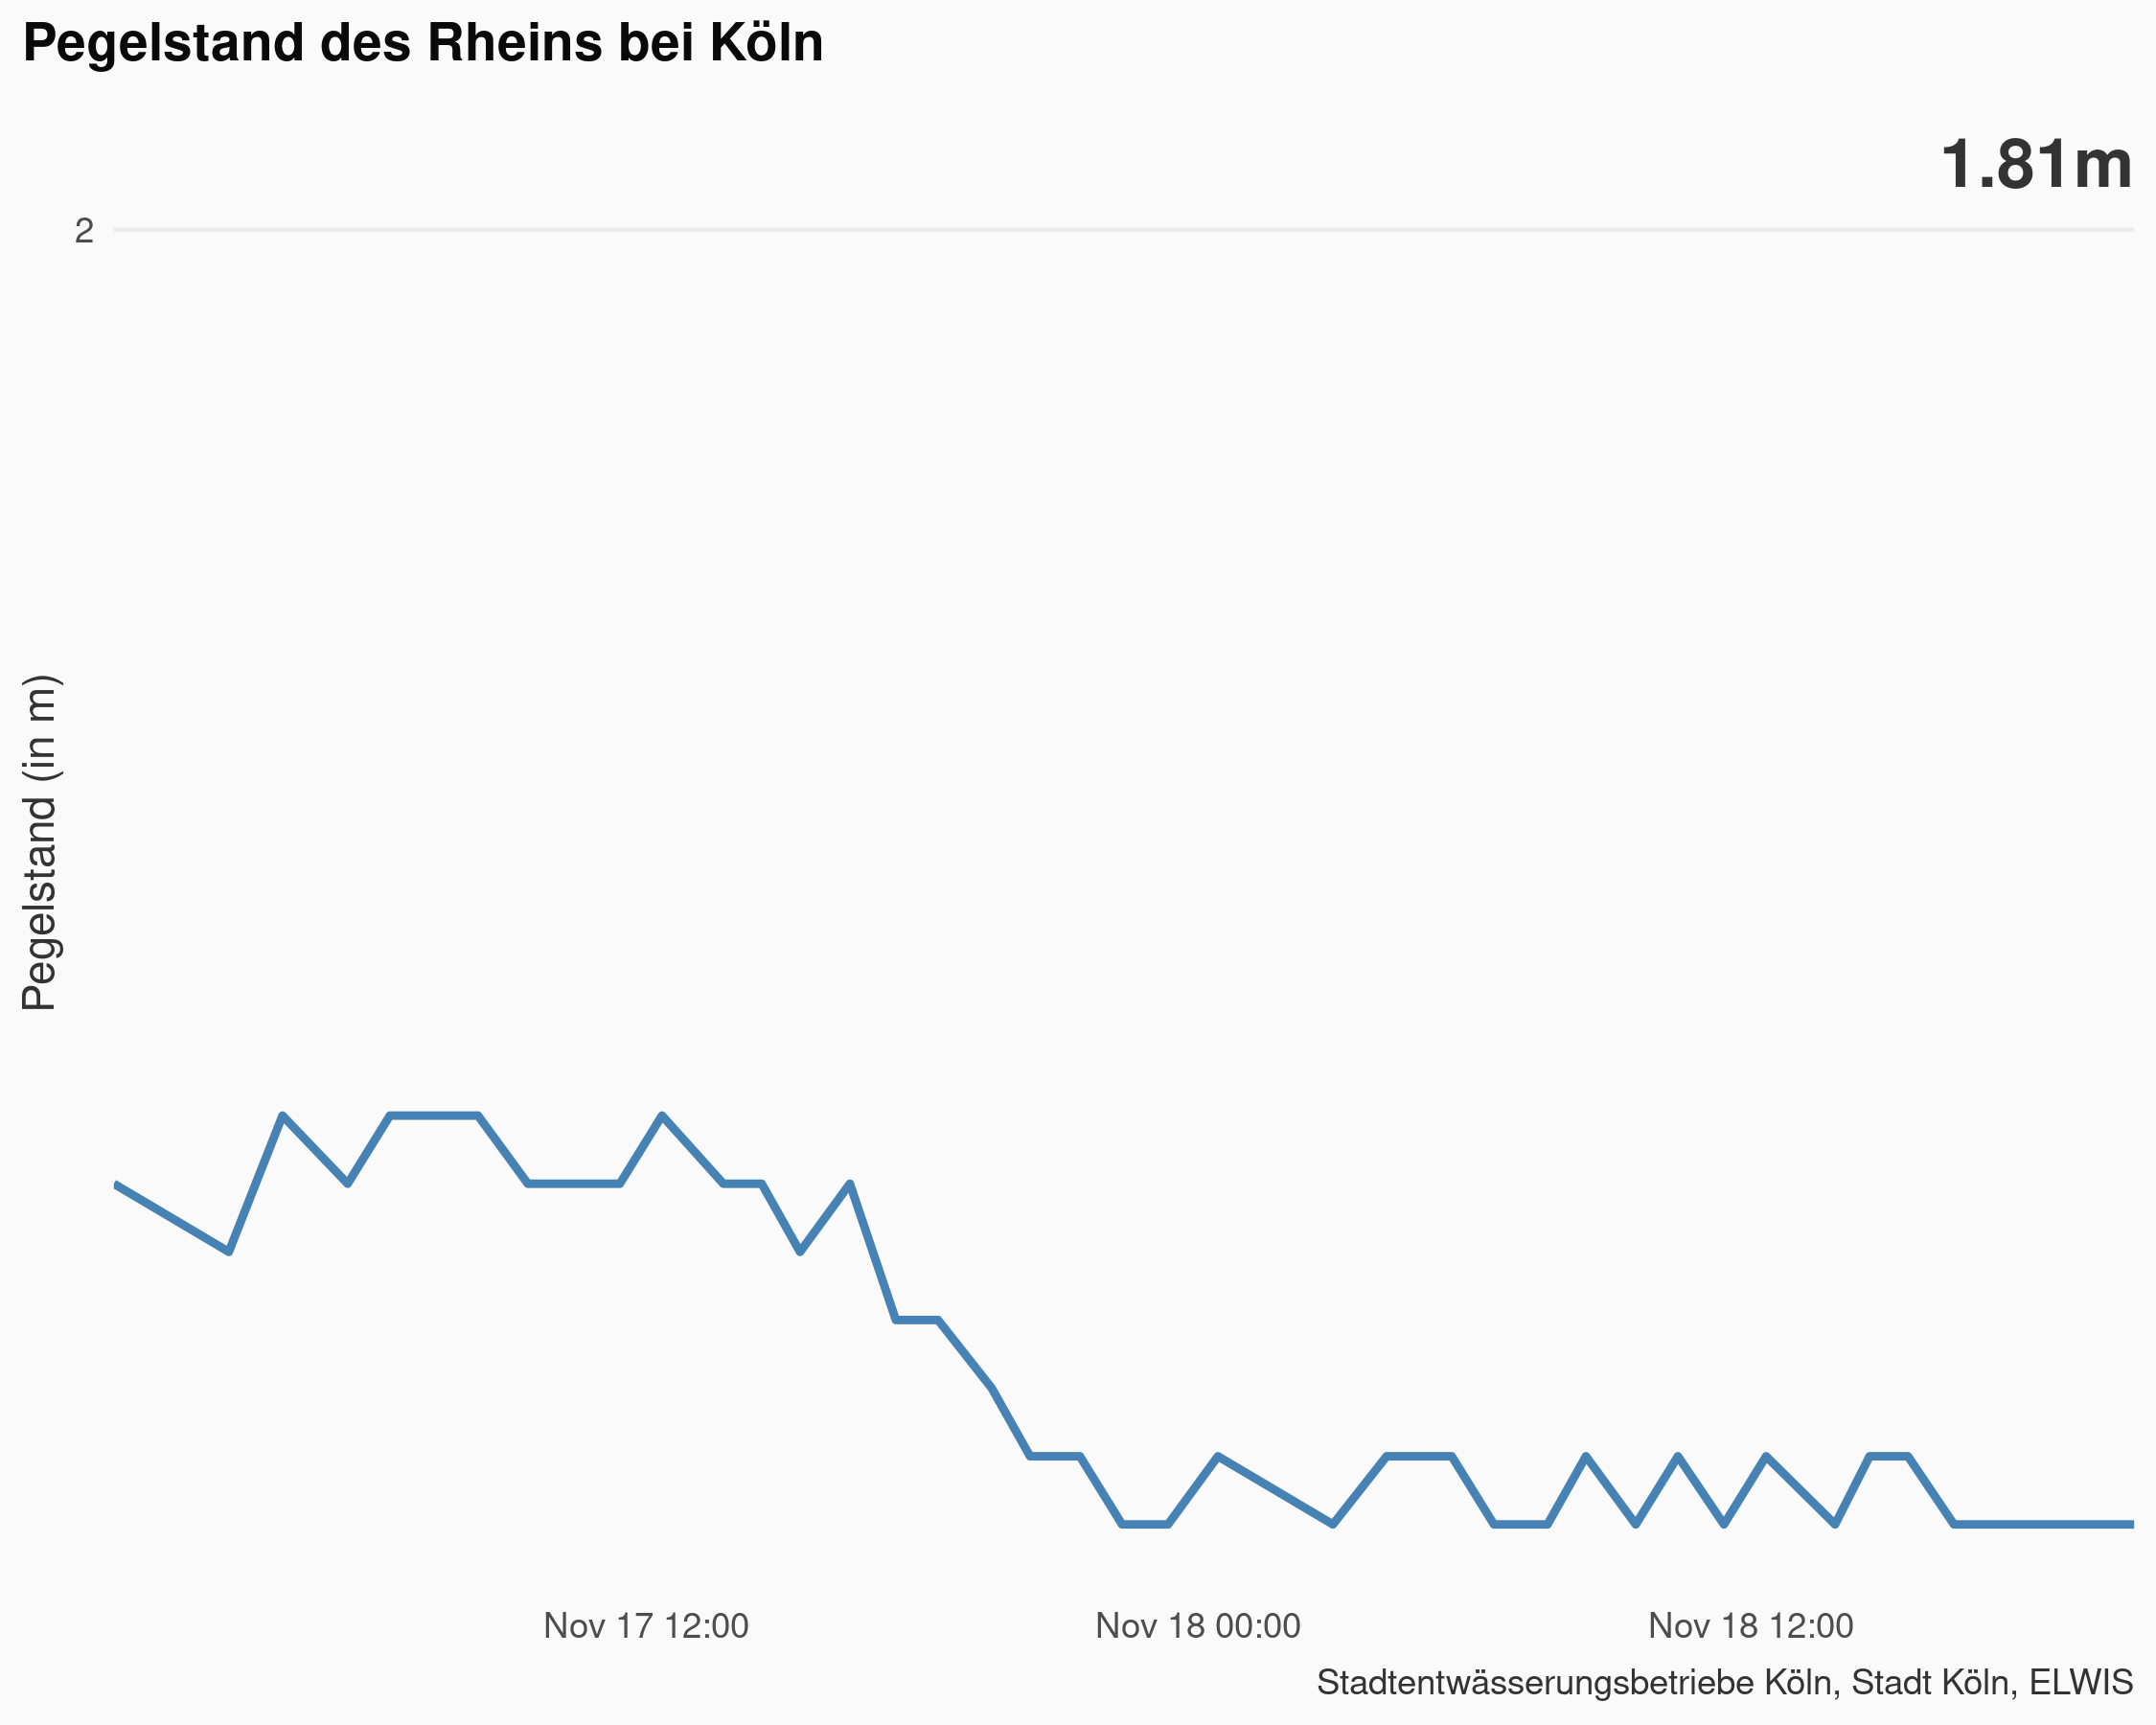 Pegelstand des Rheins bei Köln
1.81m
2
Pegelstand (in m)
Nov 17 12:00
Nov 18 00:00
Nov 18 12:00
Stadtentwässerungsbetriebe Köln, Stadt Köln, ELWIS